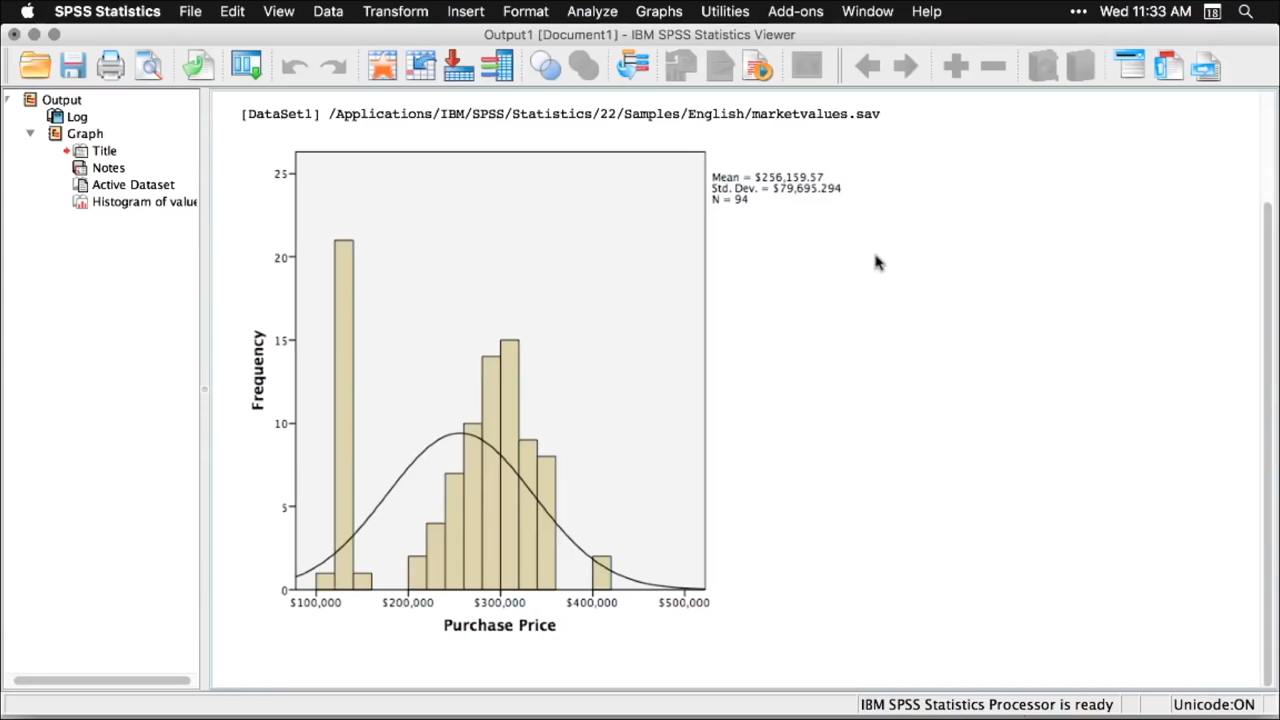 SPSS Statistics File Edit View Data Transform Insert Format Analyze Graphs Utilities Add-ons Window Help ••• Wed 11:33 AM 18
Output1 [Document1] - IBM SPSS Statistics Viewer
Output
Log
Graph
Title
Notes
Active Dataset
Histogram of value
[DataSet1] /Applications/IBM/SPSS/Statistics/22/Samples/English/marketvalues.sav
Mean = $256,159.57
Std. Dev. = $79,695.294
N = 94
Frequency
25
20
15
10
5
0
$100,000 $200,000 $300,000 $400,000 $500,000
Purchase Price
IBM SPSS Statistics Processor is ready Unicode:ON